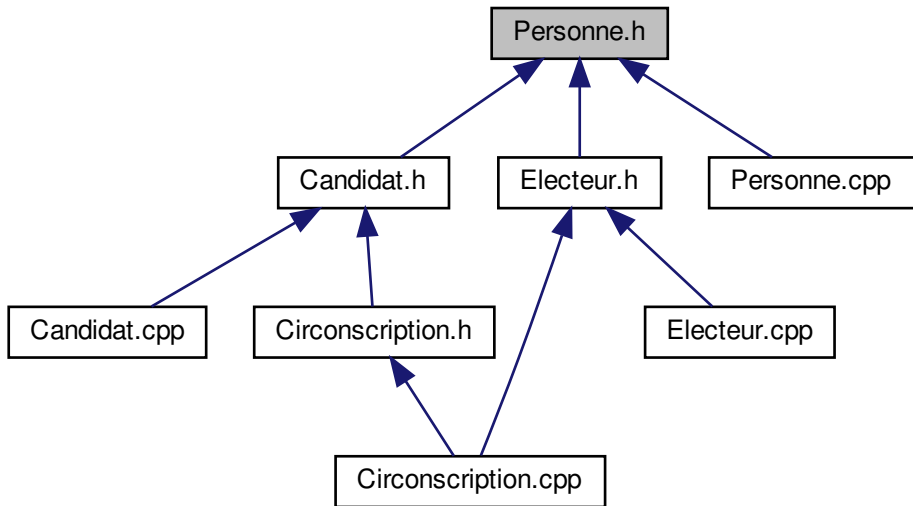 Personne.h
Candidat.h
Electeur.h
Personne.cpp
Candidat.cpp
Circonscription.h
Electeur.cpp
Circonscription.cpp